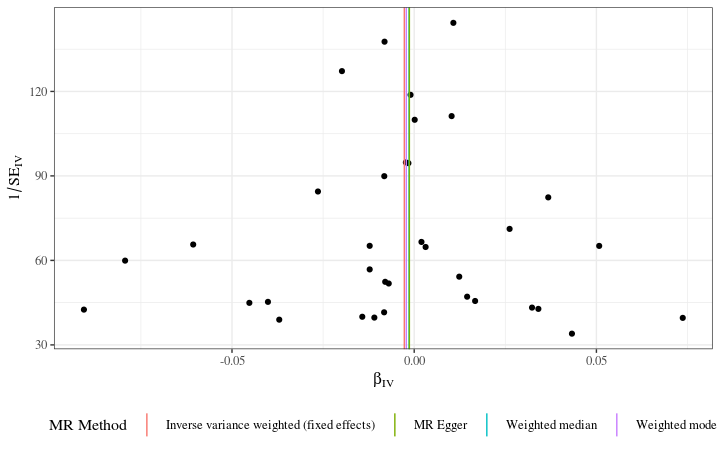 120
90
60
30
1/SE_IV
-0.05
0.00
0.05
β_IV
MR Method Inverse variance weighted (fixed effects) MR Egger Weighted median Weighted mode